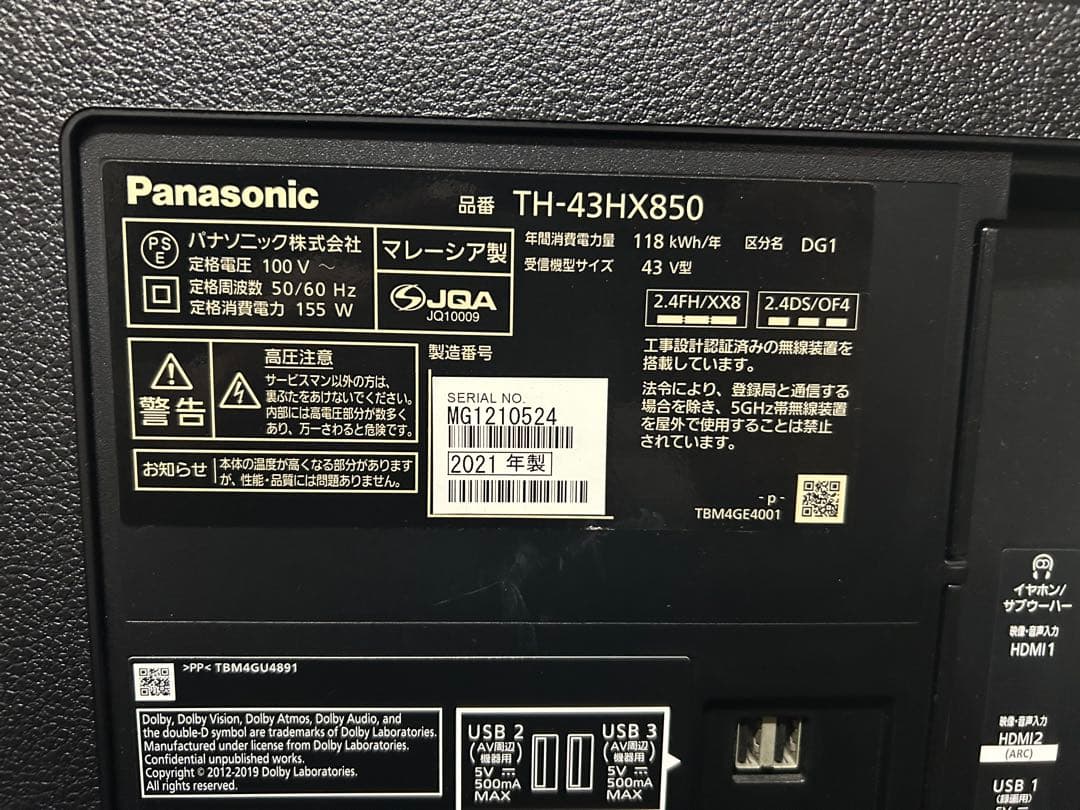 Panasonic
品番 TH-43HX850
PS
E
パナソニック株式会社
定格電圧 100 V ～
定格周波数 50/60 Hz
定格消費電力 155 W
マレーシア製
JQA
JQ10009
年間消費電力量 118 kWh/年 区分名 DG1
受信機型サイズ 43 V型
2.4FH/XX8
2.4DS/OF4
工事設計認証済みの無線装置を
搭載しています。
法令により、登録局と通信する
場合を除き、5GHz帯無線装置
を屋外で使用することは禁止
されています。
警告
高圧注意
サービスマン以外の方は、
裏ぶたをあけないでください。
内部には高電圧部分が数多く
あり、万一さわると危険です。
お知らせ
本体の温度が高くなる部分があります
が、性能・品質には問題ありません。
製造番号
SERIAL NO.
MG1210524
2021 年製
-p-
TBM4GE4001
>PP< TBM4GU4891
Dolby, Dolby Vision, Dolby Atmos, Dolby Audio, and
the double-D symbol are trademarks of Dolby Laboratories.
Manufactured under license from Dolby Laboratories.
Confidential unpublished works.
Copyright © 2012-2019 Dolby Laboratories.
All rights reserved.
USB 2
(AV周辺
機器用)
5V
500mA
MAX
USB 3
(AV周辺
機器用)
5V
500mA
MAX
イヤホン/
サブウーハー
映像・音声入力
HDMI1
映像・音声入力
HDMI2
(ARC)
USB 1
(録画用)